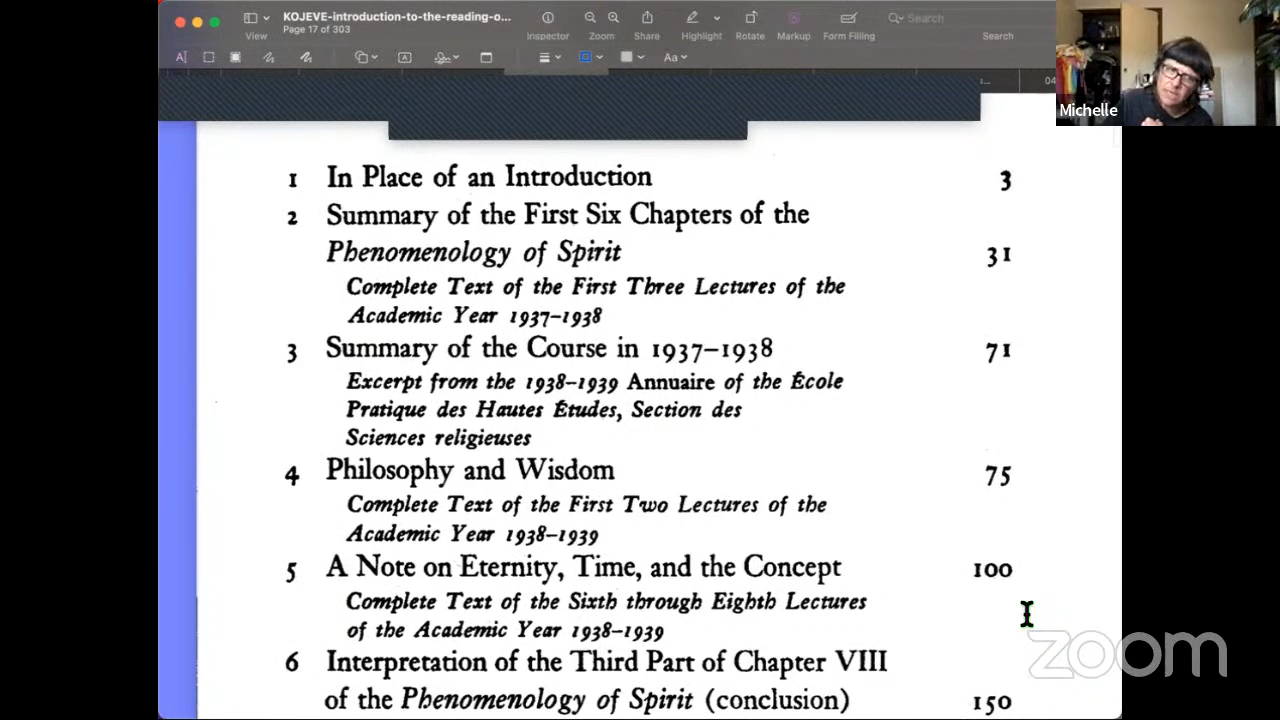 KOJEVE-introduction-to-the-reading-o...
Page 17 of 303
View
Inspector
Zoom
Share
Highlight
Rotate
Markup
Form Filling
Search
Search
Aa
04
Michelle
1 In Place of an Introduction 3
2 Summary of the First Six Chapters of the
Phenomenology of Spirit 31
Complete Text of the First Three Lectures of the
Academic Year 1937–1938
3 Summary of the Course in 1937–1938 71
Excerpt from the 1938–1939 Annuaire of the École
Pratique des Hautes Études, Section des
Sciences religieuses
4 Philosophy and Wisdom 75
Complete Text of the First Two Lectures of the
Academic Year 1938–1939
5 A Note on Eternity, Time, and the Concept 100
Complete Text of the Sixth through Eighth Lectures
of the Academic Year 1938–1939
6 Interpretation of the Third Part of Chapter VIII
of the Phenomenology of Spirit (conclusion) 150
zoom